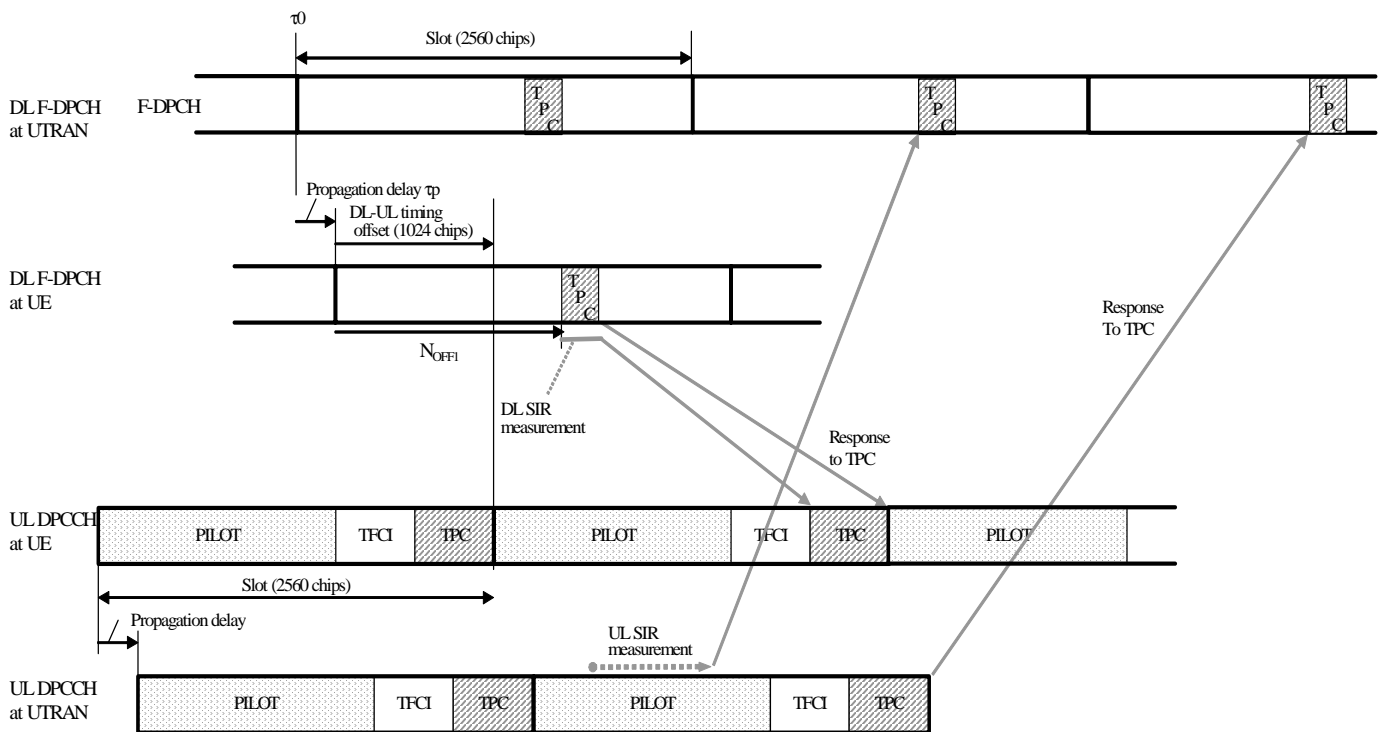 τ0
Slot (2560 chips)
DL F-DPCH
at UTRAN
F-DPCH
T
P
C
T
P
C
T
P
C
Propagation delay τp
DL-UL timing
offset (1024 chips)
DL F-DPCH
at UE
T
P
C
N_OFF1
DL SIR
measurement
Response
To TPC
Response
to TPC
UL DPCCH
at UE
PILOT
TFCI
TPC
PILOT
TFCI
TPC
PILOT
Slot (2560 chips)
Propagation delay
UL SIR
measurement
UL DPCCH
at UTRAN
PILOT
TFCI
TPC
PILOT
TFCI
TPC